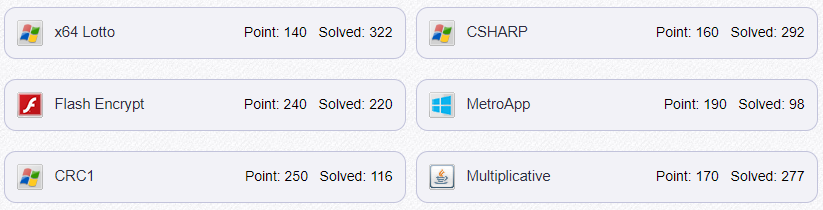 x64 Lotto Point: 140 Solved: 322
CSHARP Point: 160 Solved: 292
Flash Encrypt Point: 240 Solved: 220
MetroApp Point: 190 Solved: 98
CRC1 Point: 250 Solved: 116
Multiplicative Point: 170 Solved: 277